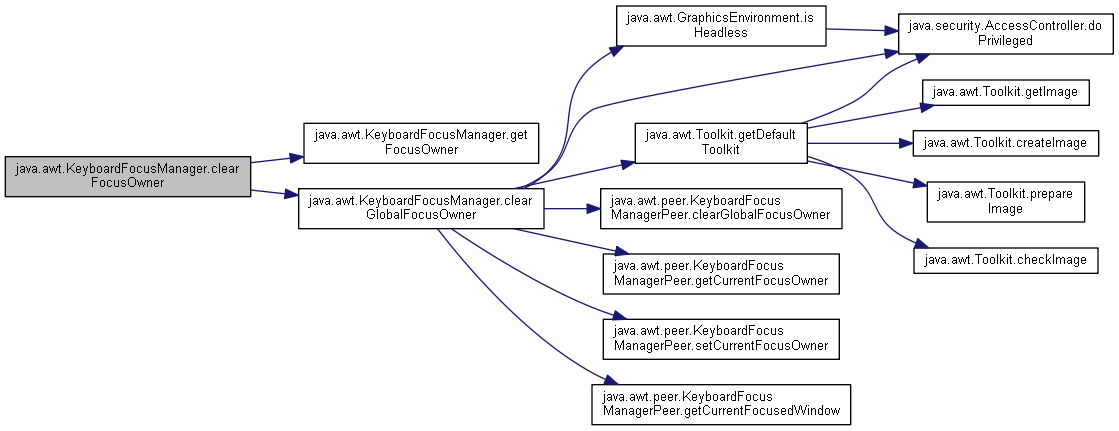 java.awt.KeyboardFocusManager.clear
FocusOwner
java.awt.KeyboardFocusManager.get
FocusOwner
java.awt.KeyboardFocusManager.clear
GlobalFocusOwner
java.awt.GraphicsEnvironment.is
Headless
java.awt.Toolkit.getDefault
Toolkit
java.awt.peer.KeyboardFocus
ManagerPeer.clearGlobalFocusOwner
java.awt.peer.KeyboardFocus
ManagerPeer.getCurrentFocusOwner
java.awt.peer.KeyboardFocus
ManagerPeer.setCurrentFocusOwner
java.awt.peer.KeyboardFocus
ManagerPeer.getCurrentFocusedWindow
java.security.AccessController.do
Privileged
java.awt.Toolkit.getImage
java.awt.Toolkit.createImage
java.awt.Toolkit.prepare
Image
java.awt.Toolkit.checkImage